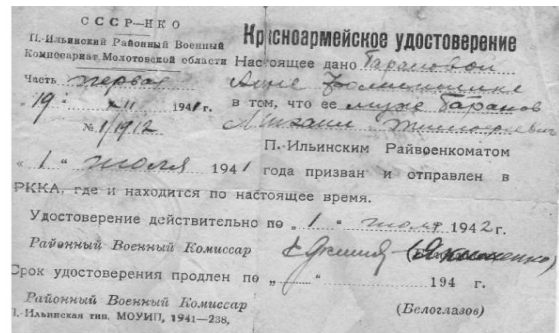 СССР—НКО
П.-Ильинский Районный Военный
Комиссариат Молотовской области
Часть первая
„19 “ XII 1941 г.
№ 1/1912
Красноармейское удостоверение
Настоящее дано Барановой
Анне
в том, что ее муж Баранов
Михаил
П.-Ильинским Райвоенкоматом
„ 1 “ июля 1941 года призван и отправлен в
РККА, где и находится по настоящее время.
Удостоверение действительно по „ 1 “ июля 1942 г.
Районный Военный Комиссар
Срок удостоверения продлен по „ “ 194 г.
Районный Военный Комиссар (Белоглазов)
П.-Ильинская тип. МОУИП, 1941—238,